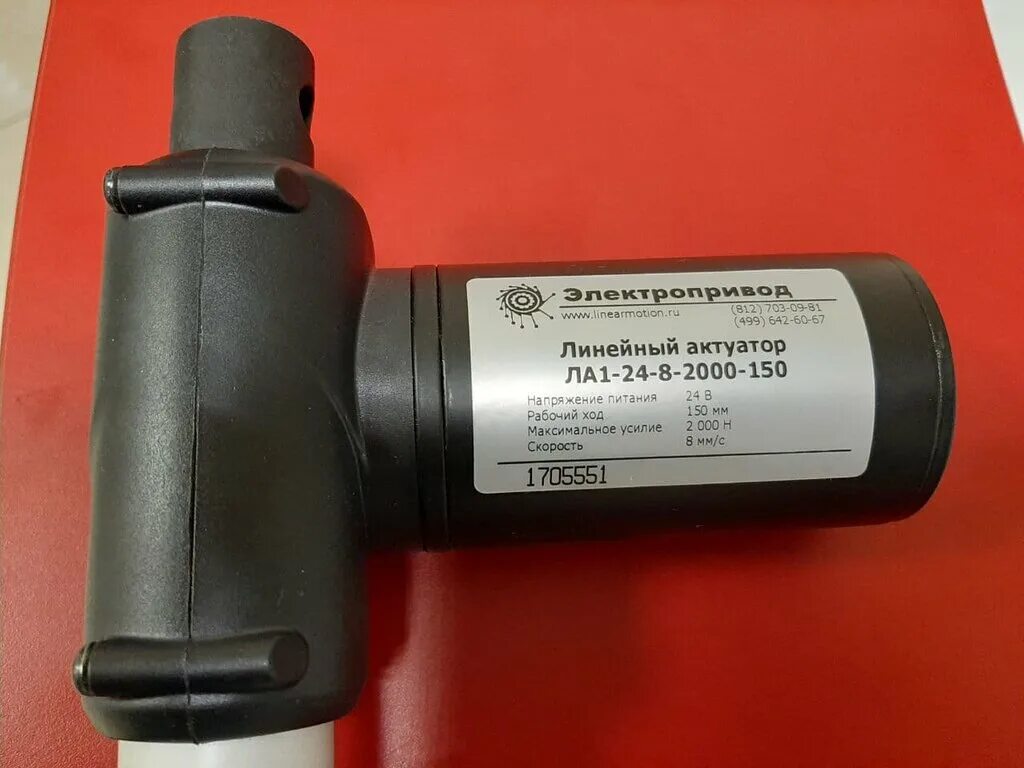 Электропривод
www.linearmotion.ru
(812) 703-09-81
(499) 642-60-67
Линейный актуатор
ЛА1-24-8-2000-150
Напряжение питания 24 В
Рабочий ход 150 мм
Максимальное усилие 2 000 Н
Скорость 8 мм/с
1705551